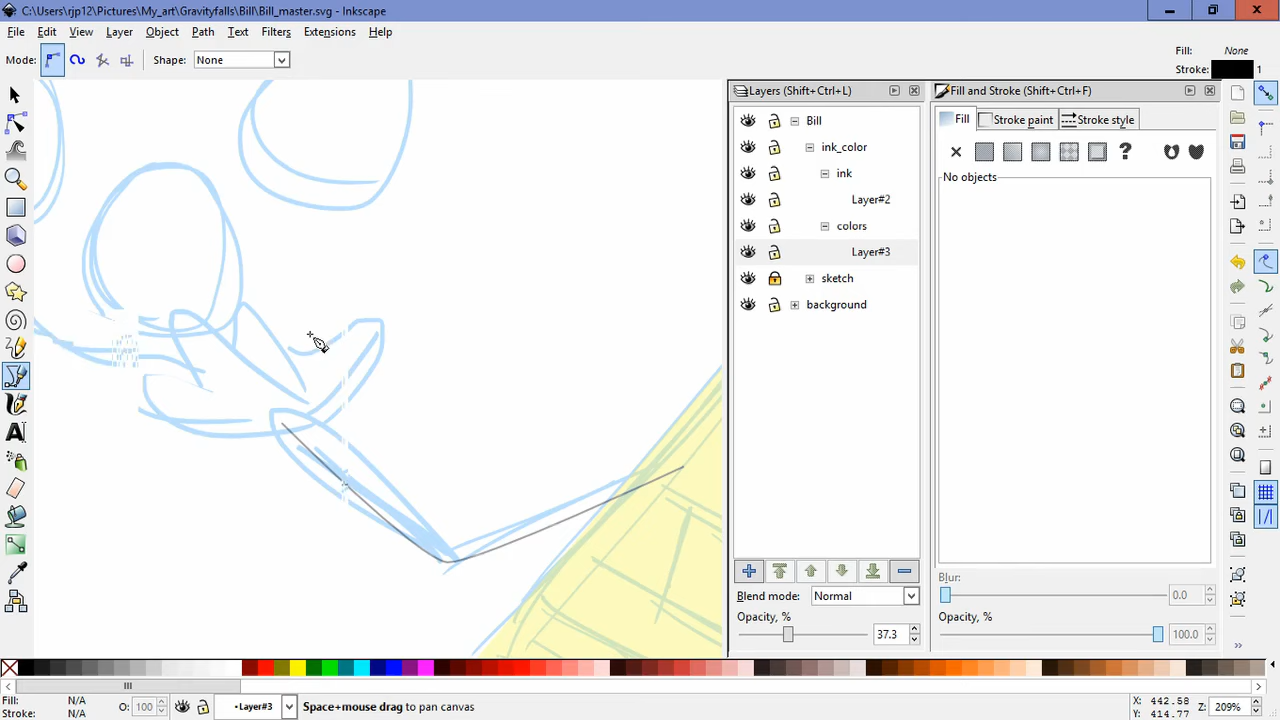 C:\Users\rjp12\Pictures\My_art\Gravityfalls\Bill\Bill_master.svg - Inkscape
File Edit View Layer Object Path Text Filters Extensions Help
Mode: Shape: None
Fill: None
Stroke: 1
Layers (Shift+Ctrl+L)
Fill and Stroke (Shift+Ctrl+F)
Bill
ink_color
ink
Layer#2
colors
Layer#3
sketch
background
Fill Stroke paint Stroke style
No objects
Blend mode: Normal
Opacity, %
37.3
Blur:
0.0
Opacity, %
100.0
Fill: N/A
Stroke: N/A
O: 100
•Layer#3
Space+mouse drag to pan canvas
X: 442.58
Y: 414.77
Z: 209%